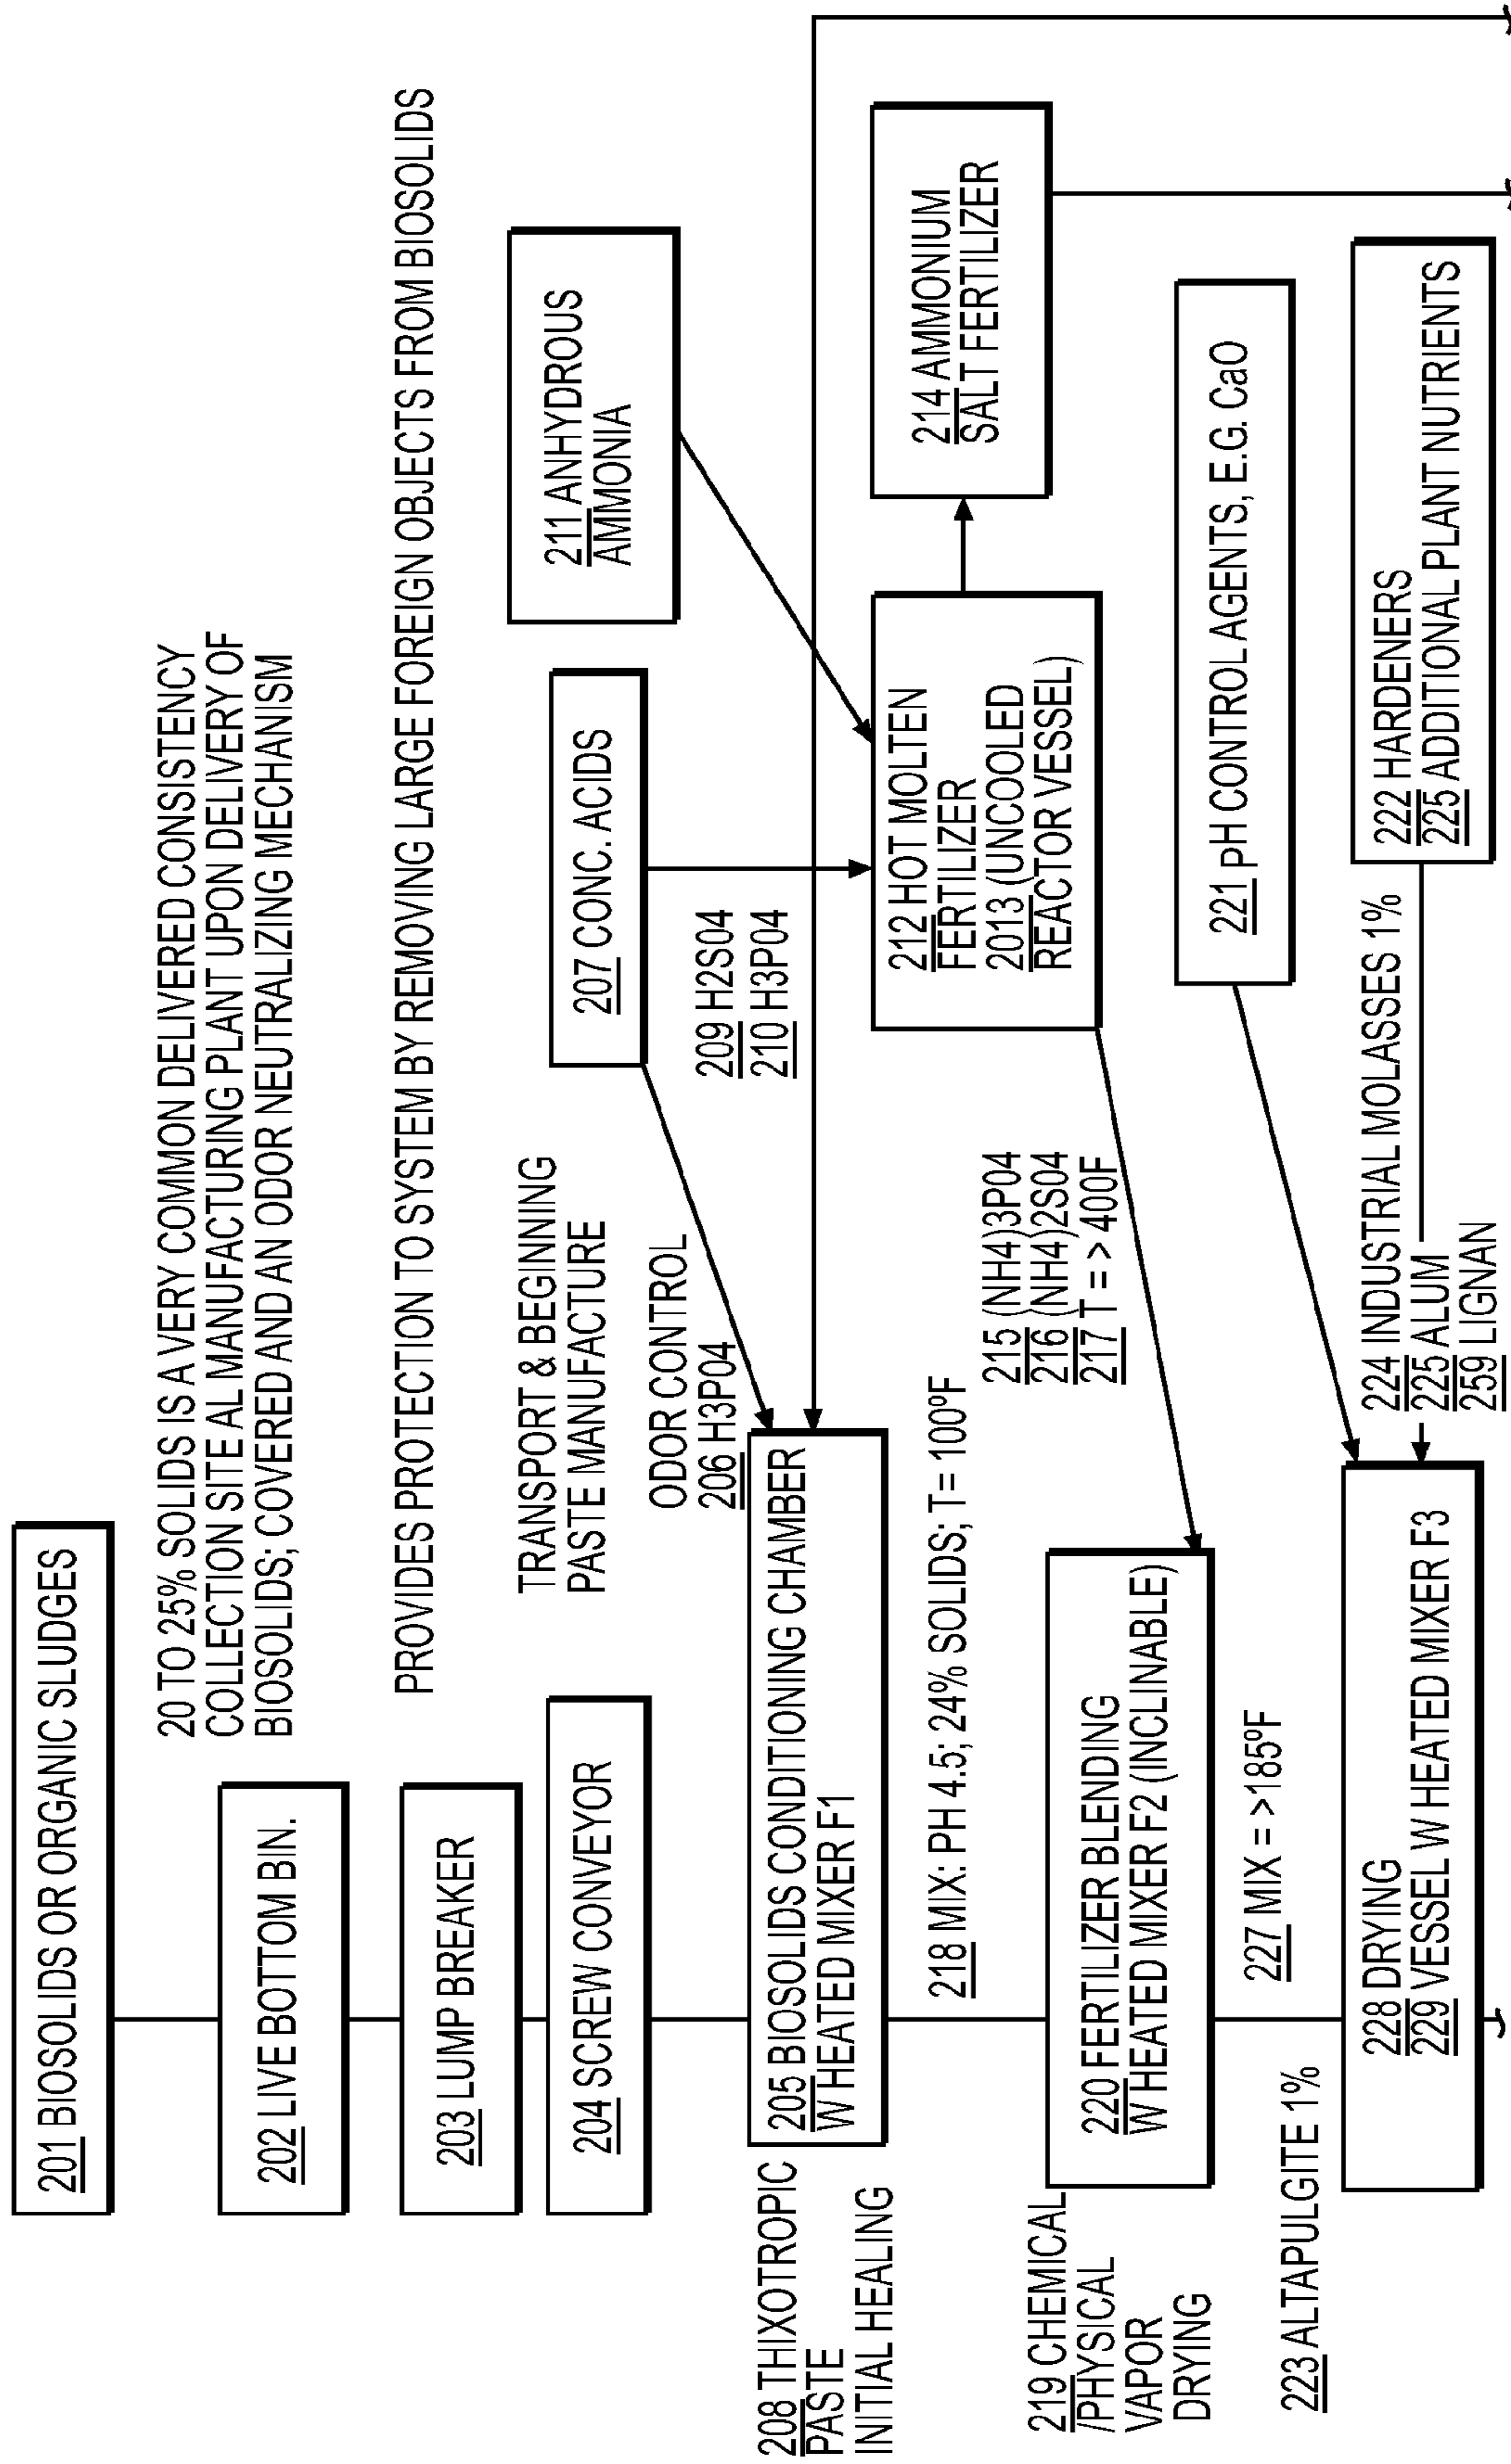 201 BIOSOLIDS OR ORGANIC SLUDGES
20 TO 25% SOLIDS IS A VERY COMMON DELIVERED CONSISTENCY
COLLECTION SITE AL MANUFACTURING PLANT UPON DELIVERY OF
BIOSOLIDS; COVERED AND AN ODOR NEUTRALIZING MECHANISM
202 LIVE BOTTOM BIN.
PROVIDES PROTECTION TO SYSTEM BY REMOVING LARGE FOREIGN OBJECTS FROM BIOSOLIDS
203 LUMP BREAKER
204 SCREW CONVEYOR
TRANSPORT & BEGINNING
PASTE MANUFACTURE
207 CONC. ACIDS
211 ANHYDROUS
AMMONIA
ODOR CONTROL
206 H3P04
209 H2S04
210 H3P04
208 THIXOTROPIC
PASTE
INITIAL HEALING
205 BIOSOLIDS CONDITIONING CHAMBER
W HEATED MIXER F1
212 HOT MOLTEN
FERTILIZER
2013 (UNCOOLED
REACTOR VESSEL)
214 AMMONIUM
SALT FERTILIZER
218 MIX: PH 4.5; 24% SOLIDS; T= 100ºF
215 (NH4)3P04
216 (NH4)2S04
217 T = > 400F
219 CHEMICAL
/PHYSICAL
VAPOR
DRYING
220 FERTILIZER BLENDING
W HEATED MIXER F2 (INCLINABLE)
221 pH CONTROL AGENTS, E.G. CaO
227 MIX = >185ºF
223 ALTAPULGITE 1%
228 DRYING
229 VESSEL W HEATED MIXER F3
224 INDUSTRIAL MOLASSES 1%
225 ALUM
259 LIGNAN
222 HARDENERS
225 ADDITIONAL PLANT NUTRIENTS